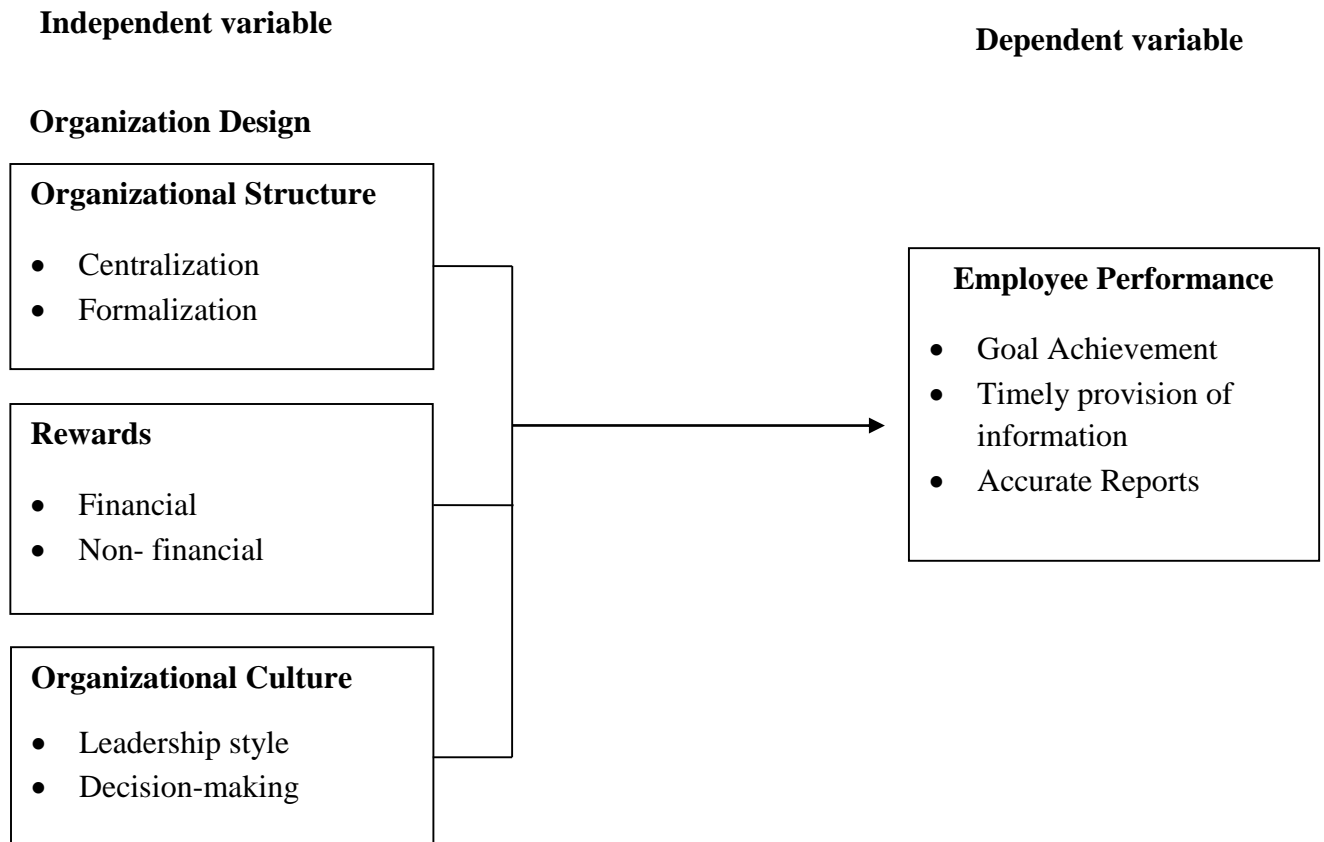 Independent variable
Dependent variable
Organization Design
Organizational Structure
• Centralization
• Formalization
Rewards
• Financial
• Non- financial
Organizational Culture
• Leadership style
• Decision-making
Employee Performance
• Goal Achievement
• Timely provision of
information
• Accurate Reports